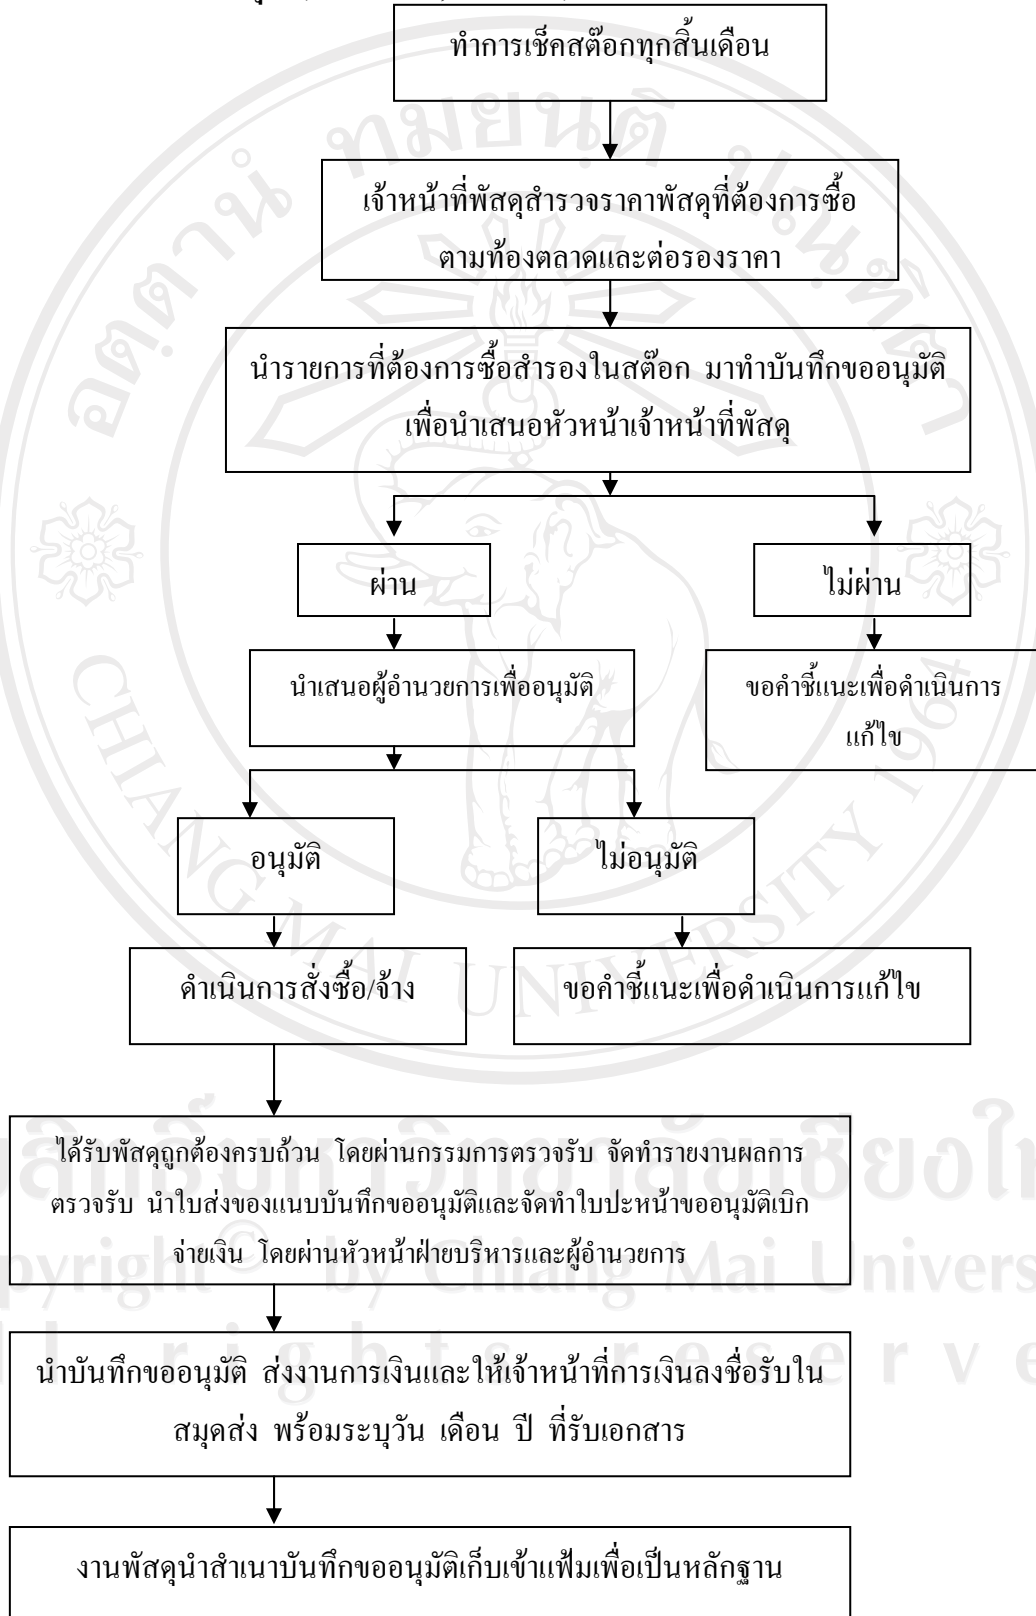 ทำการเช็คสต๊อกทุกสิ้นเดือน
เจ้าหน้าที่พัสดุสำรวจราคาพัสดุที่ต้องการซื้อ
ตามท้องตลาดและต่อรองราคา
นำรายการที่ต้องการซื้อสำรองในสต๊อก มาทำบันทึกขออนุมัติ
เพื่อนำเสนอหัวหน้าเจ้าหน้าที่พัสดุ
ผ่าน
ไม่ผ่าน
นำเสนอผู้อำนวยการเพื่ออนุมัติ
ขอคำชี้แนะเพื่อดำเนินการ
แก้ไข
อนุมัติ
ไม่อนุมัติ
ดำเนินการสั่งซื้อ/จ้าง
ขอคำชี้แนะเพื่อดำเนินการแก้ไข
ได้รับพัสดุถูกต้องครบถ้วน โดยผ่านกรรมการตรวจรับ จัดทำรายงานผลการ
ตรวจรับ นำใบส่งของแนบบันทึกขออนุมัติและจัดทำใบปะหน้าขออนุมัติเบิก
จ่ายเงิน โดยผ่านหัวหน้าฝ่ายบริหารและผู้อำนวยการ
นำบันทึกขออนุมัติ ส่งงานการเงินและให้เจ้าหน้าที่การเงินลงชื่อรับใน
สมุดส่ง พร้อมระบุวัน เดือน ปี ที่รับเอกสาร
งานพัสดุนำสำเนาบันทึกขออนุมัติเก็บเข้าแฟ้มเพื่อเป็นหลักฐาน
อตฺตานํ ทมยนฺติ ปณฺฑิตา
CHIANG MAI UNIVERSITY 1964
by Chiang Mai
rights